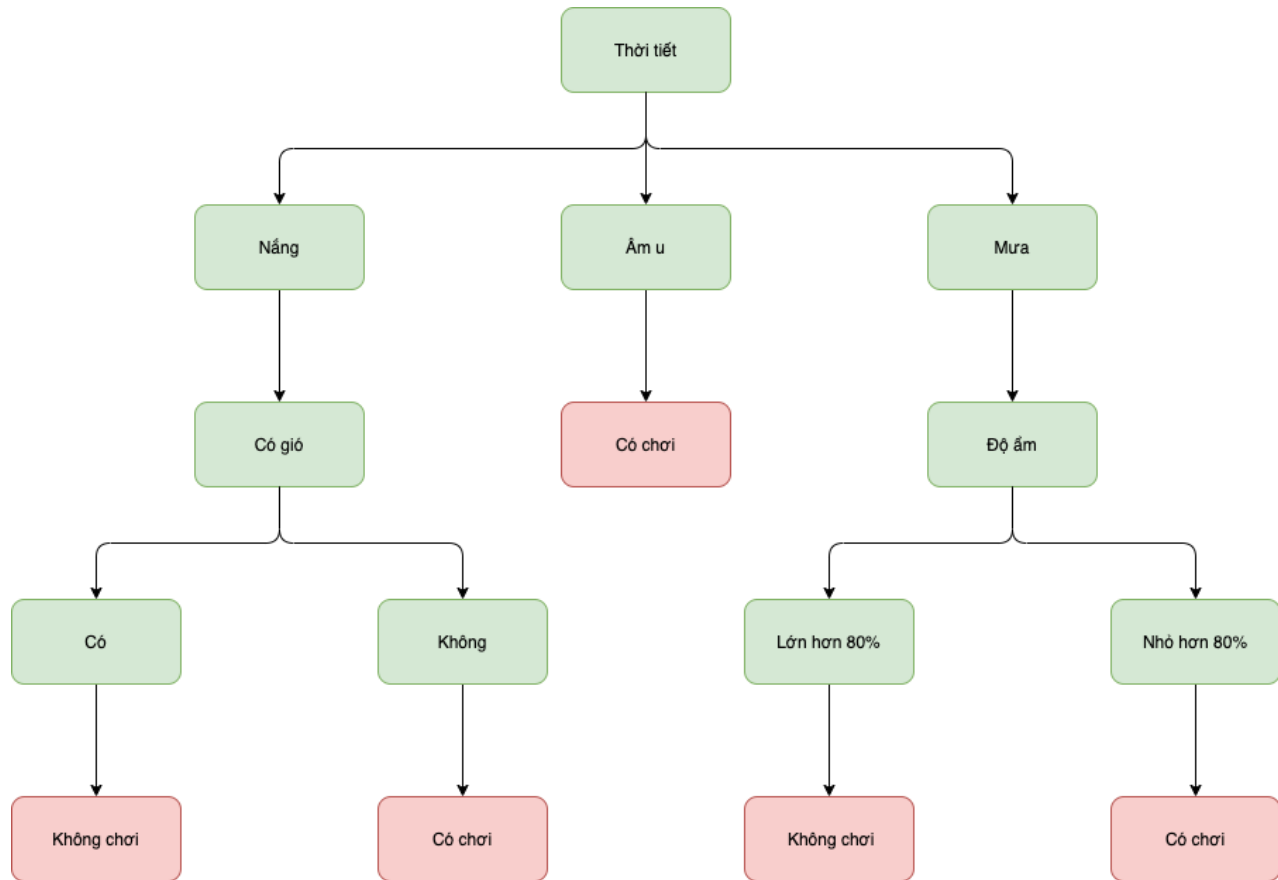 Thời tiết
Nắng
Âm u
Mưa
Có gió
Có chơi
Độ ẩm
Có
Không
Lớn hơn 80%
Nhỏ hơn 80%
Không chơi
Có chơi
Không chơi
Có chơi